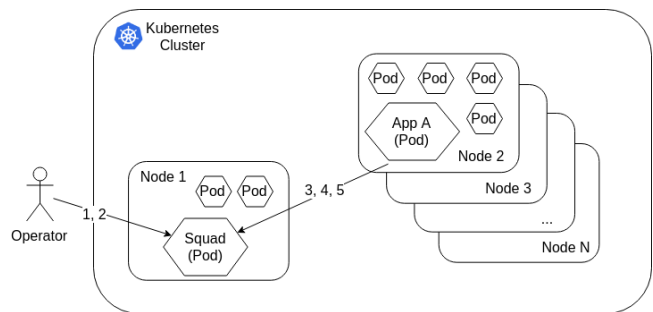 Kubernetes
Cluster
Pod
Pod
Pod
App A
(Pod)
Pod
Node 2
Node 1
Pod
Pod
3, 4, 5
Node 3
1, 2
...
Operator
Squad
(Pod)
Node N